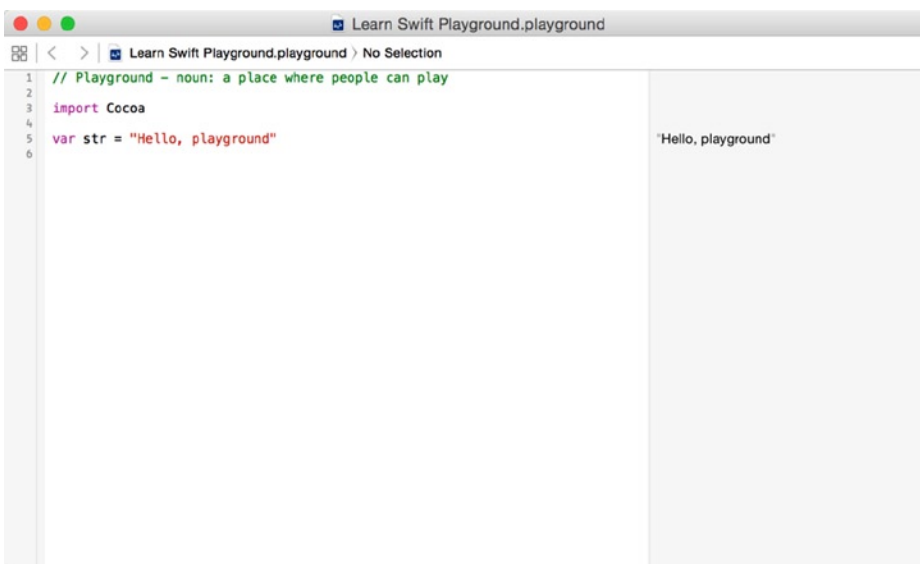 Learn Swift Playground.playground
Learn Swift Playground.playground 〉 No Selection
1 // Playground – noun: a place where people can play
2
3 import Cocoa
4
5 var str = "Hello, playground"
"Hello, playground"
6